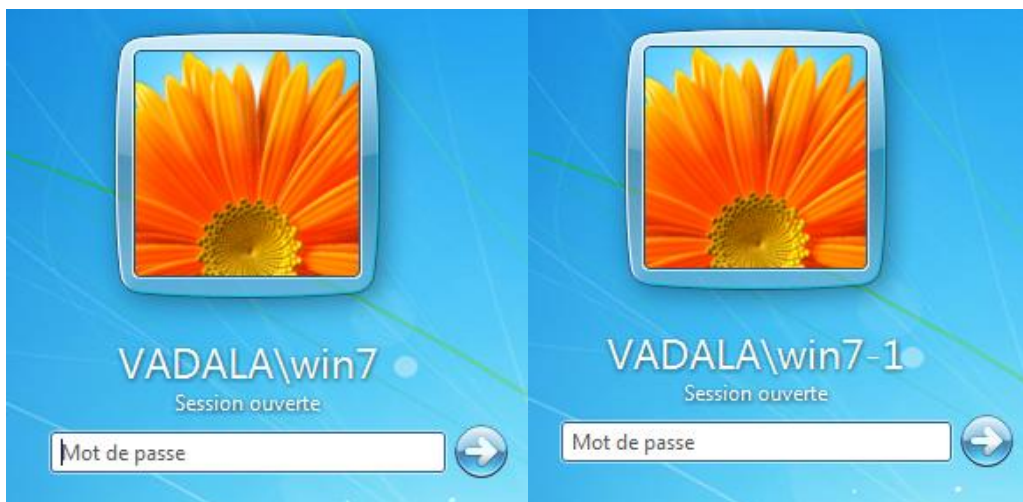 VADALA\win7
Session ouverte
Mot de passe
VADALA\win7-1
Session ouverte
Mot de passe